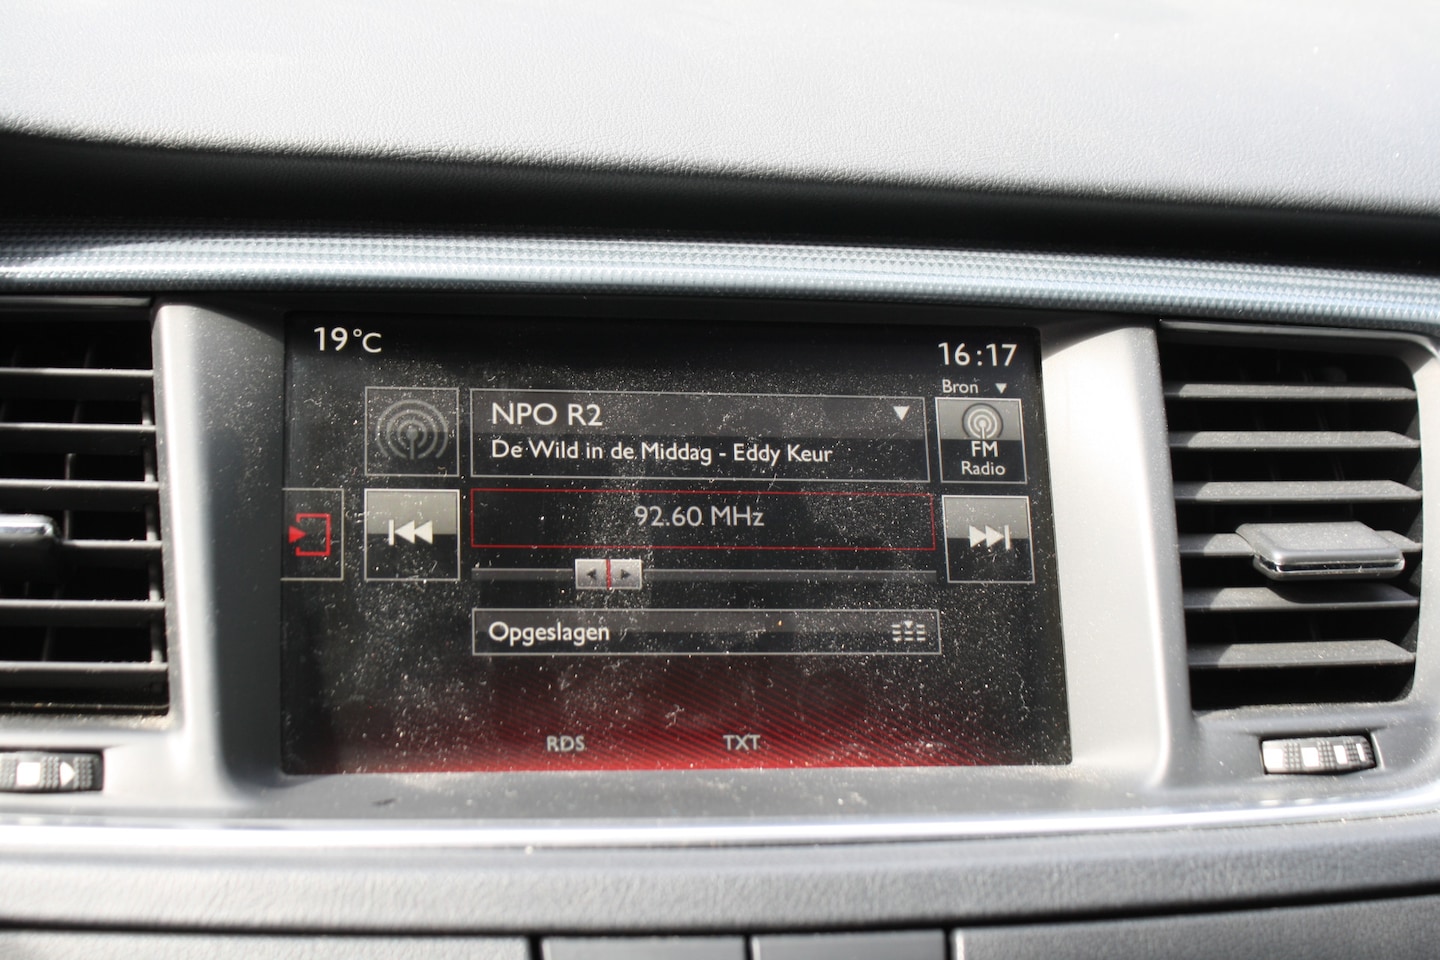 19°C
16:17
Bron
NPO R2
De Wild in de Middag - Eddy Keur
FM
Radio
92.60 MHz
Opgeslagen
RDS
TXT